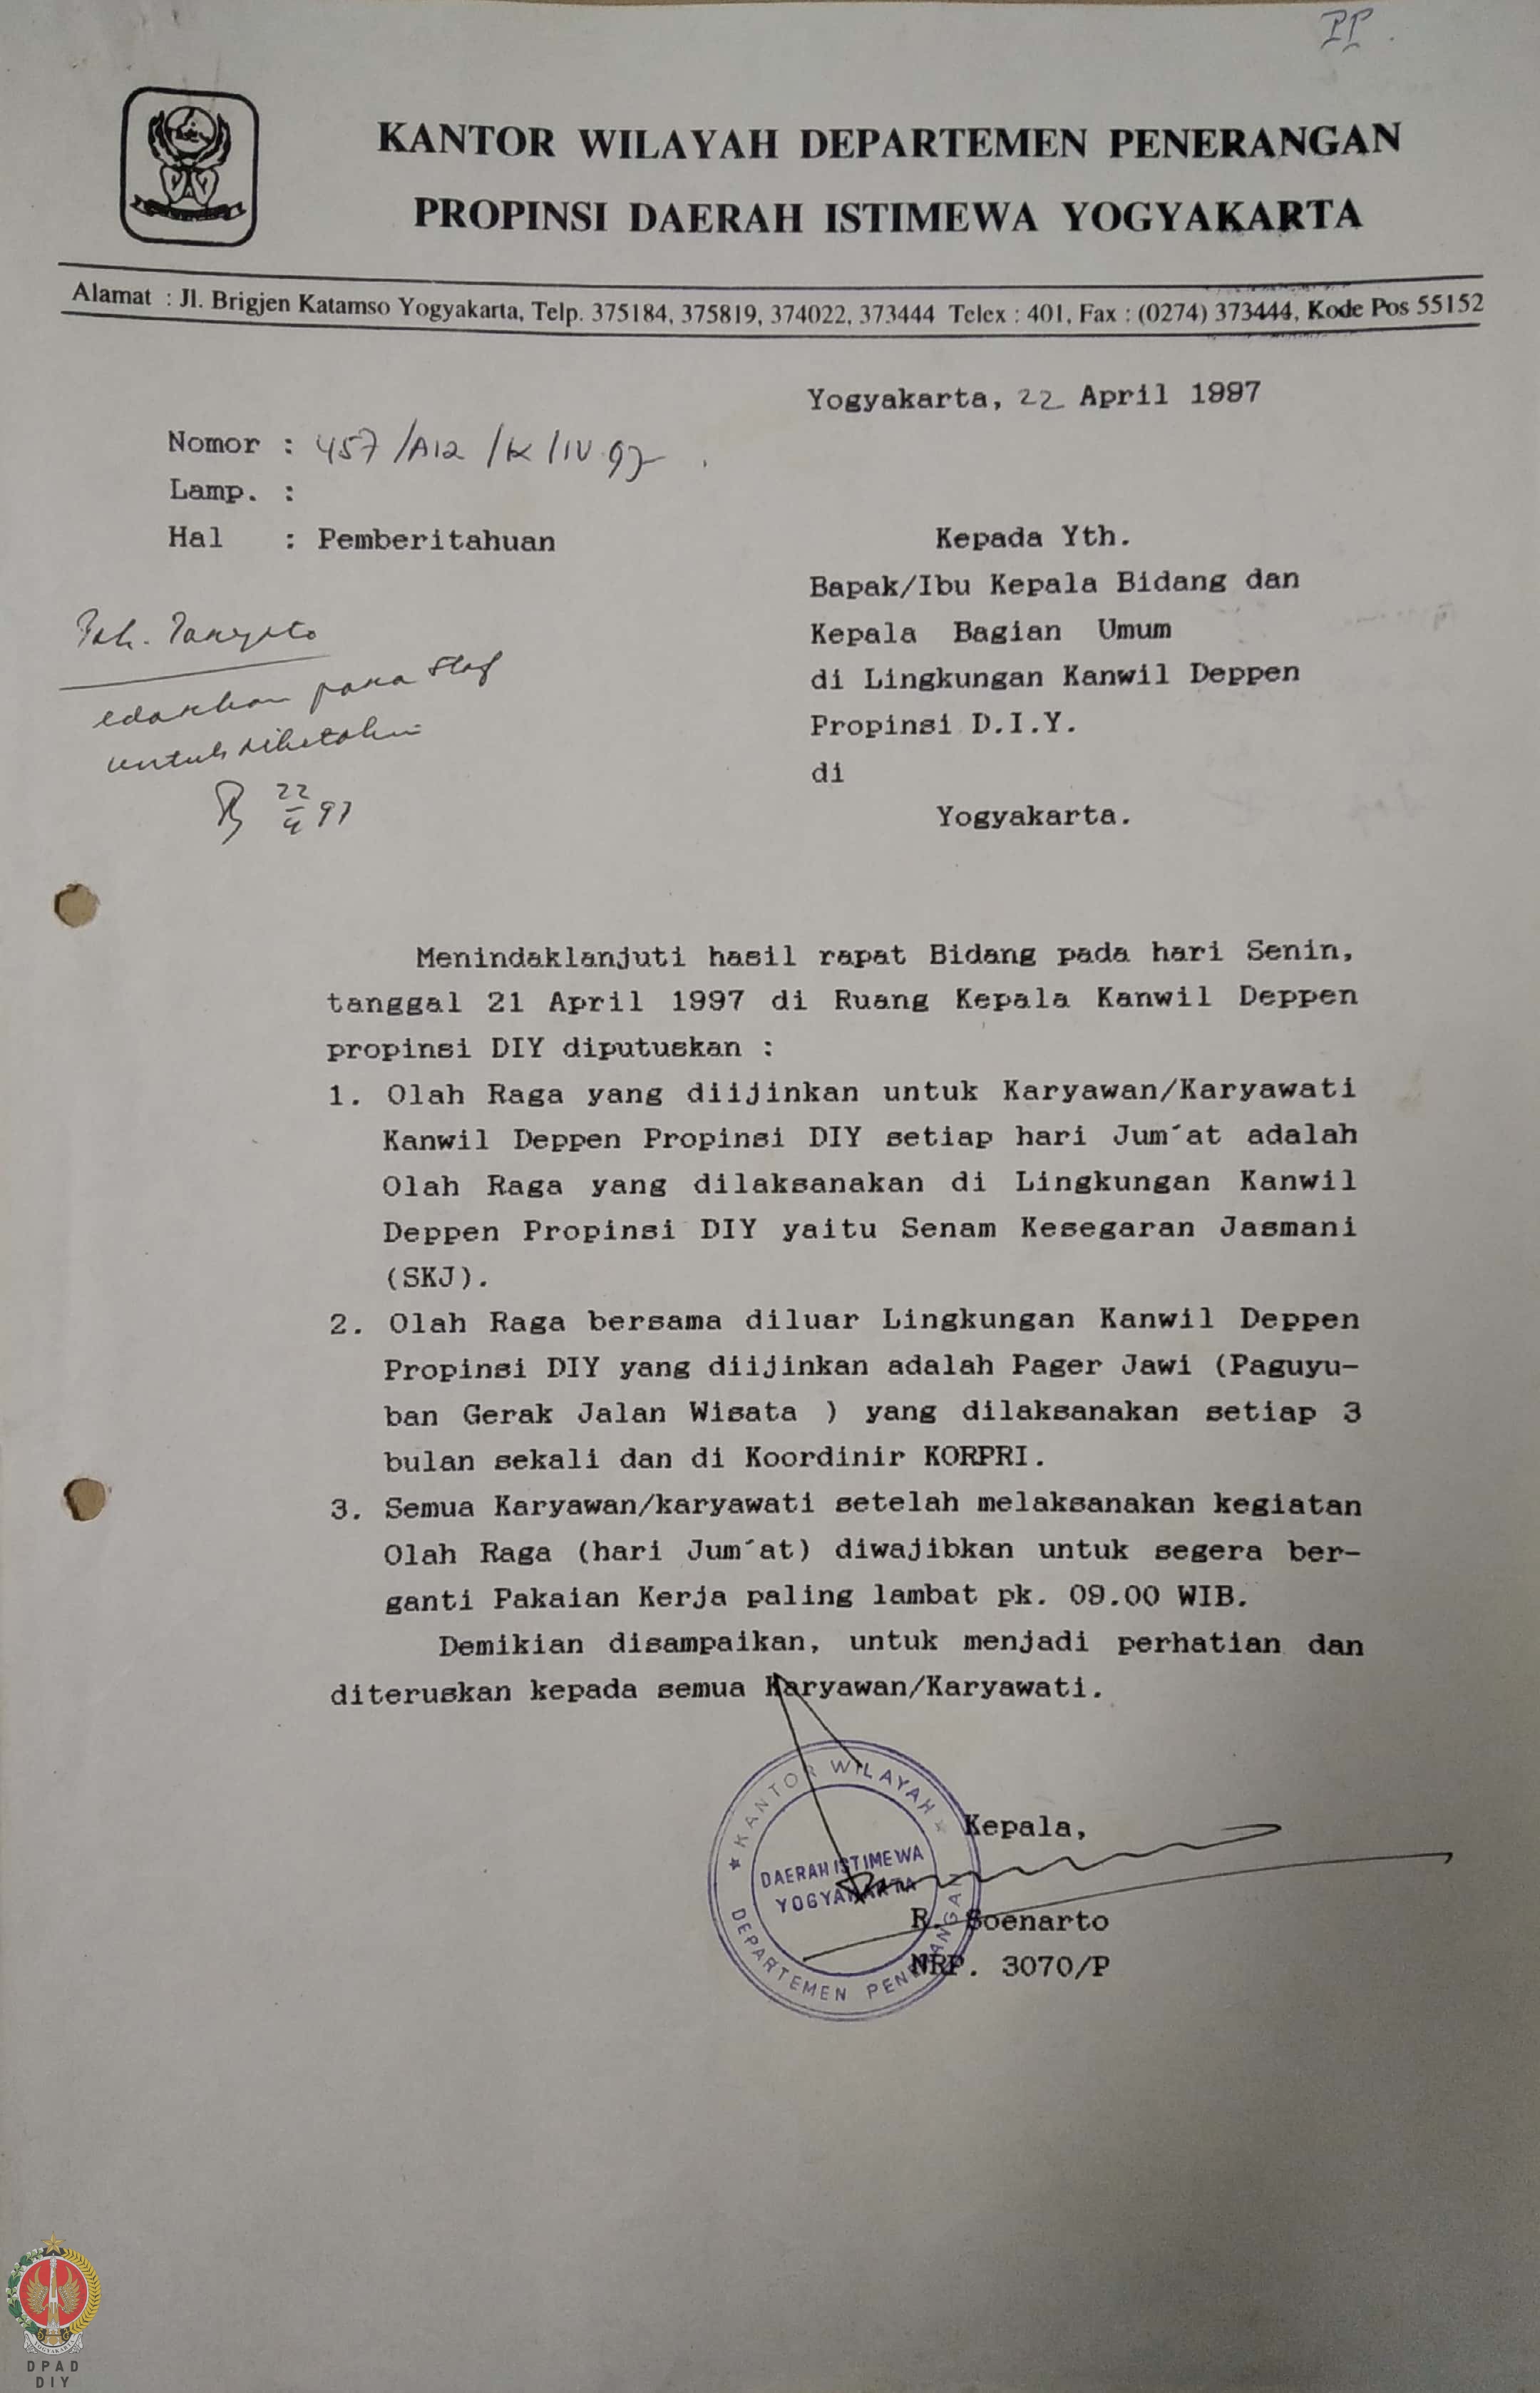 PP.
KANTOR WILAYAH DEPARTEMEN PENERANGAN
PROPINSI DAERAH ISTIMEWA YOGYAKARTA
Alamat : Jl. Brigjen Katamso Yogyakarta, Telp. 375184, 375819, 374022, 373444 Telex : 401, Fax : (0274) 373444, Kode Pos 55152
Yogyakarta, 22 April 1997
Nomor : 457/A12/K/IV 97
Lamp. :
Hal : Pemberitahuan
Kepada Yth.
Bapak/Ibu Kepala Bidang dan
Kepala Bagian Umum
di Lingkungan Kanwil Deppen
Propinsi D.I.Y.
di
Yogyakarta.
edarkan para staf
untuk diketahui
22/4 97
Menindaklanjuti hasil rapat Bidang pada hari Senin,
tanggal 21 April 1997 di Ruang Kepala Kanwil Deppen
propinsi DIY diputuskan :
1. Olah Raga yang diijinkan untuk Karyawan/Karyawati
Kanwil Deppen Propinsi DIY setiap hari Jum´at adalah
Olah Raga yang dilaksanakan di Lingkungan Kanwil
Deppen Propinsi DIY yaitu Senam Kesegaran Jasmani
(SKJ).
2. Olah Raga bersama diluar Lingkungan Kanwil Deppen
Propinsi DIY yang diijinkan adalah Pager Jawi (Paguyu-
ban Gerak Jalan Wisata ) yang dilaksanakan setiap 3
bulan sekali dan di Koordinir KORPRI.
3. Semua Karyawan/karyawati setelah melaksanakan kegiatan
Olah Raga (hari Jum´at) diwajibkan untuk segera ber-
ganti Pakaian Kerja paling lambat pk. 09.00 WIB.
Demikian disampaikan, untuk menjadi perhatian dan
diteruskan kepada semua Karyawan/Karyawati.
KANTOR WILAYAH
DAERAH ISTIMEWA
YOGYAKARTA
DEPARTEMEN PENERANGAN
Kepala,
R. Soenarto
NRP. 3070/P
YOGYAKARTA
DPAD
DIY